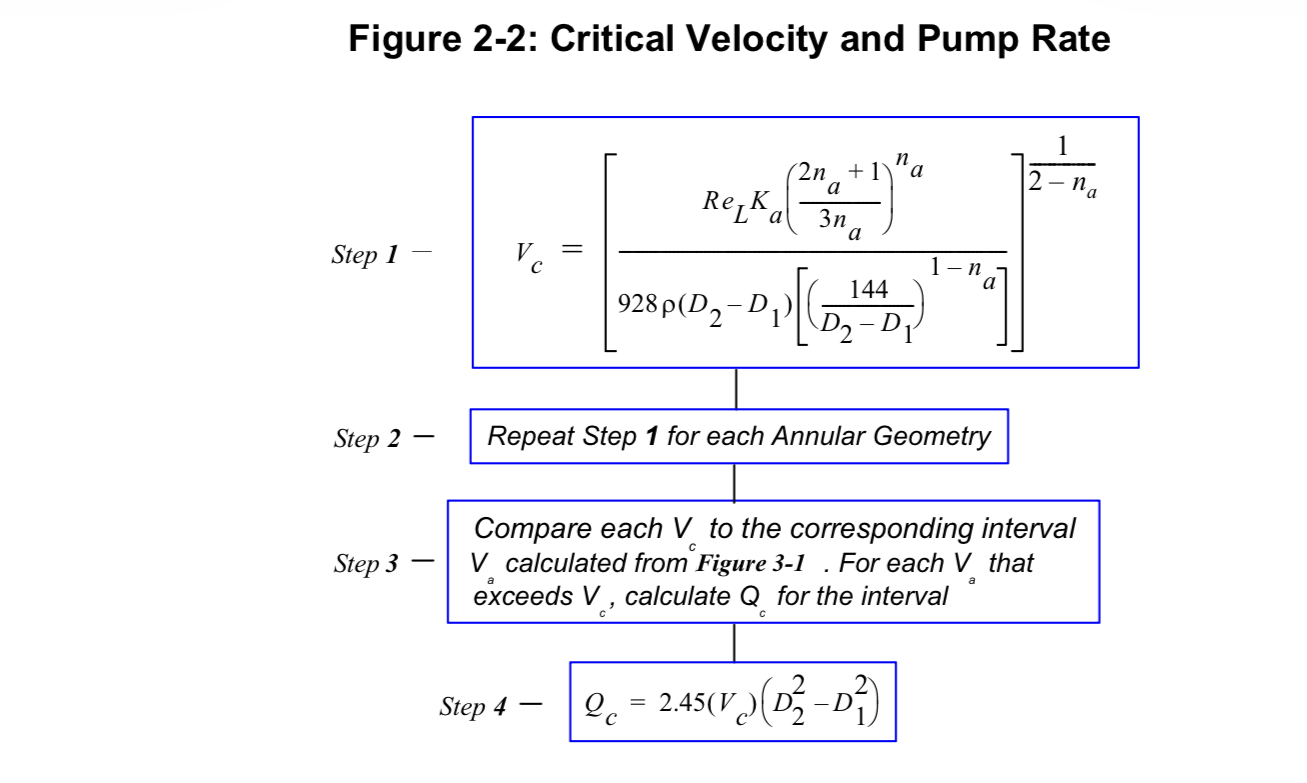 Figure 2-2: Critical Velocity and Pump Rate
Step 1 — V_c = [ Re_L K_a ( (2n_a + 1) / (3n_a) )^(n_a) / ( 928ρ(D_2 – D_1) [ ( 144 / (D_2 – D_1) )^(1 – n_a) ] ) ]^( 1 / (2 – n_a) )
Step 2 — Repeat Step 1 for each Annular Geometry
Step 3 — Compare each V_c to the corresponding interval
V_a calculated from Figure 3-1 . For each V_a that
exceeds V_c, calculate Q_c for the interval
Step 4 — Q_c = 2.45(V_c)(D_2^2 – D_1^2)